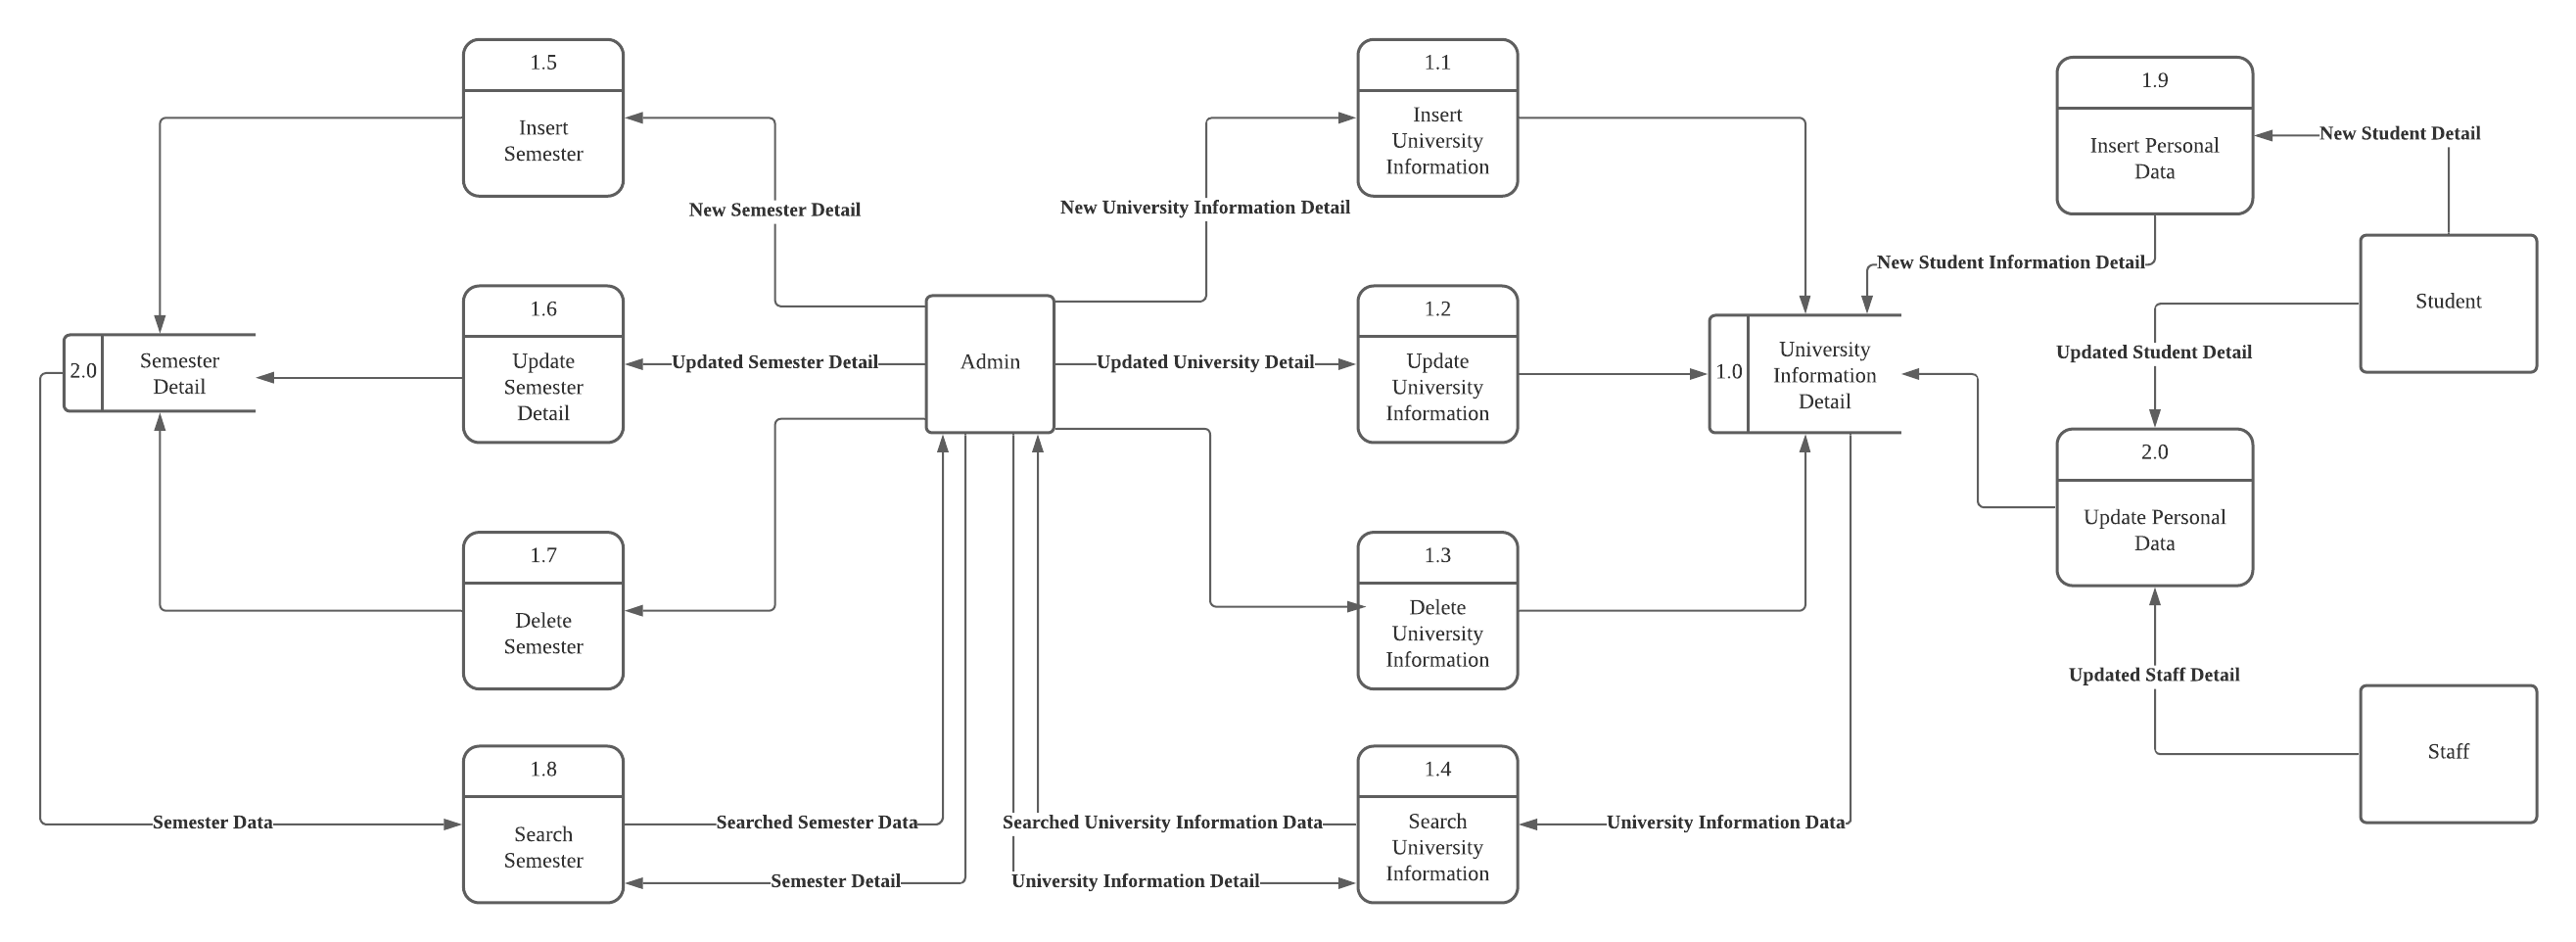 1.5
Insert
Semester
1.1
Insert
University
Information
1.9
Insert Personal
Data
New Student Detail
New Semester Detail
New University Information Detail
New Student Information Detail
Student
1.6
Update
Semester
Detail
2.0
Semester
Detail
Updated Semester Detail
Admin
Updated University Detail
1.2
Update
University
Information
1.0
University
Information
Detail
Updated Student Detail
2.0
Update Personal
Data
1.7
Delete
Semester
1.3
Delete
University
Information
Updated Staff Detail
Staff
1.8
Search
Semester
Semester Data
Searched Semester Data
Semester Detail
Searched University Information Data
University Information Detail
1.4
Search
University
Information
University Information Data